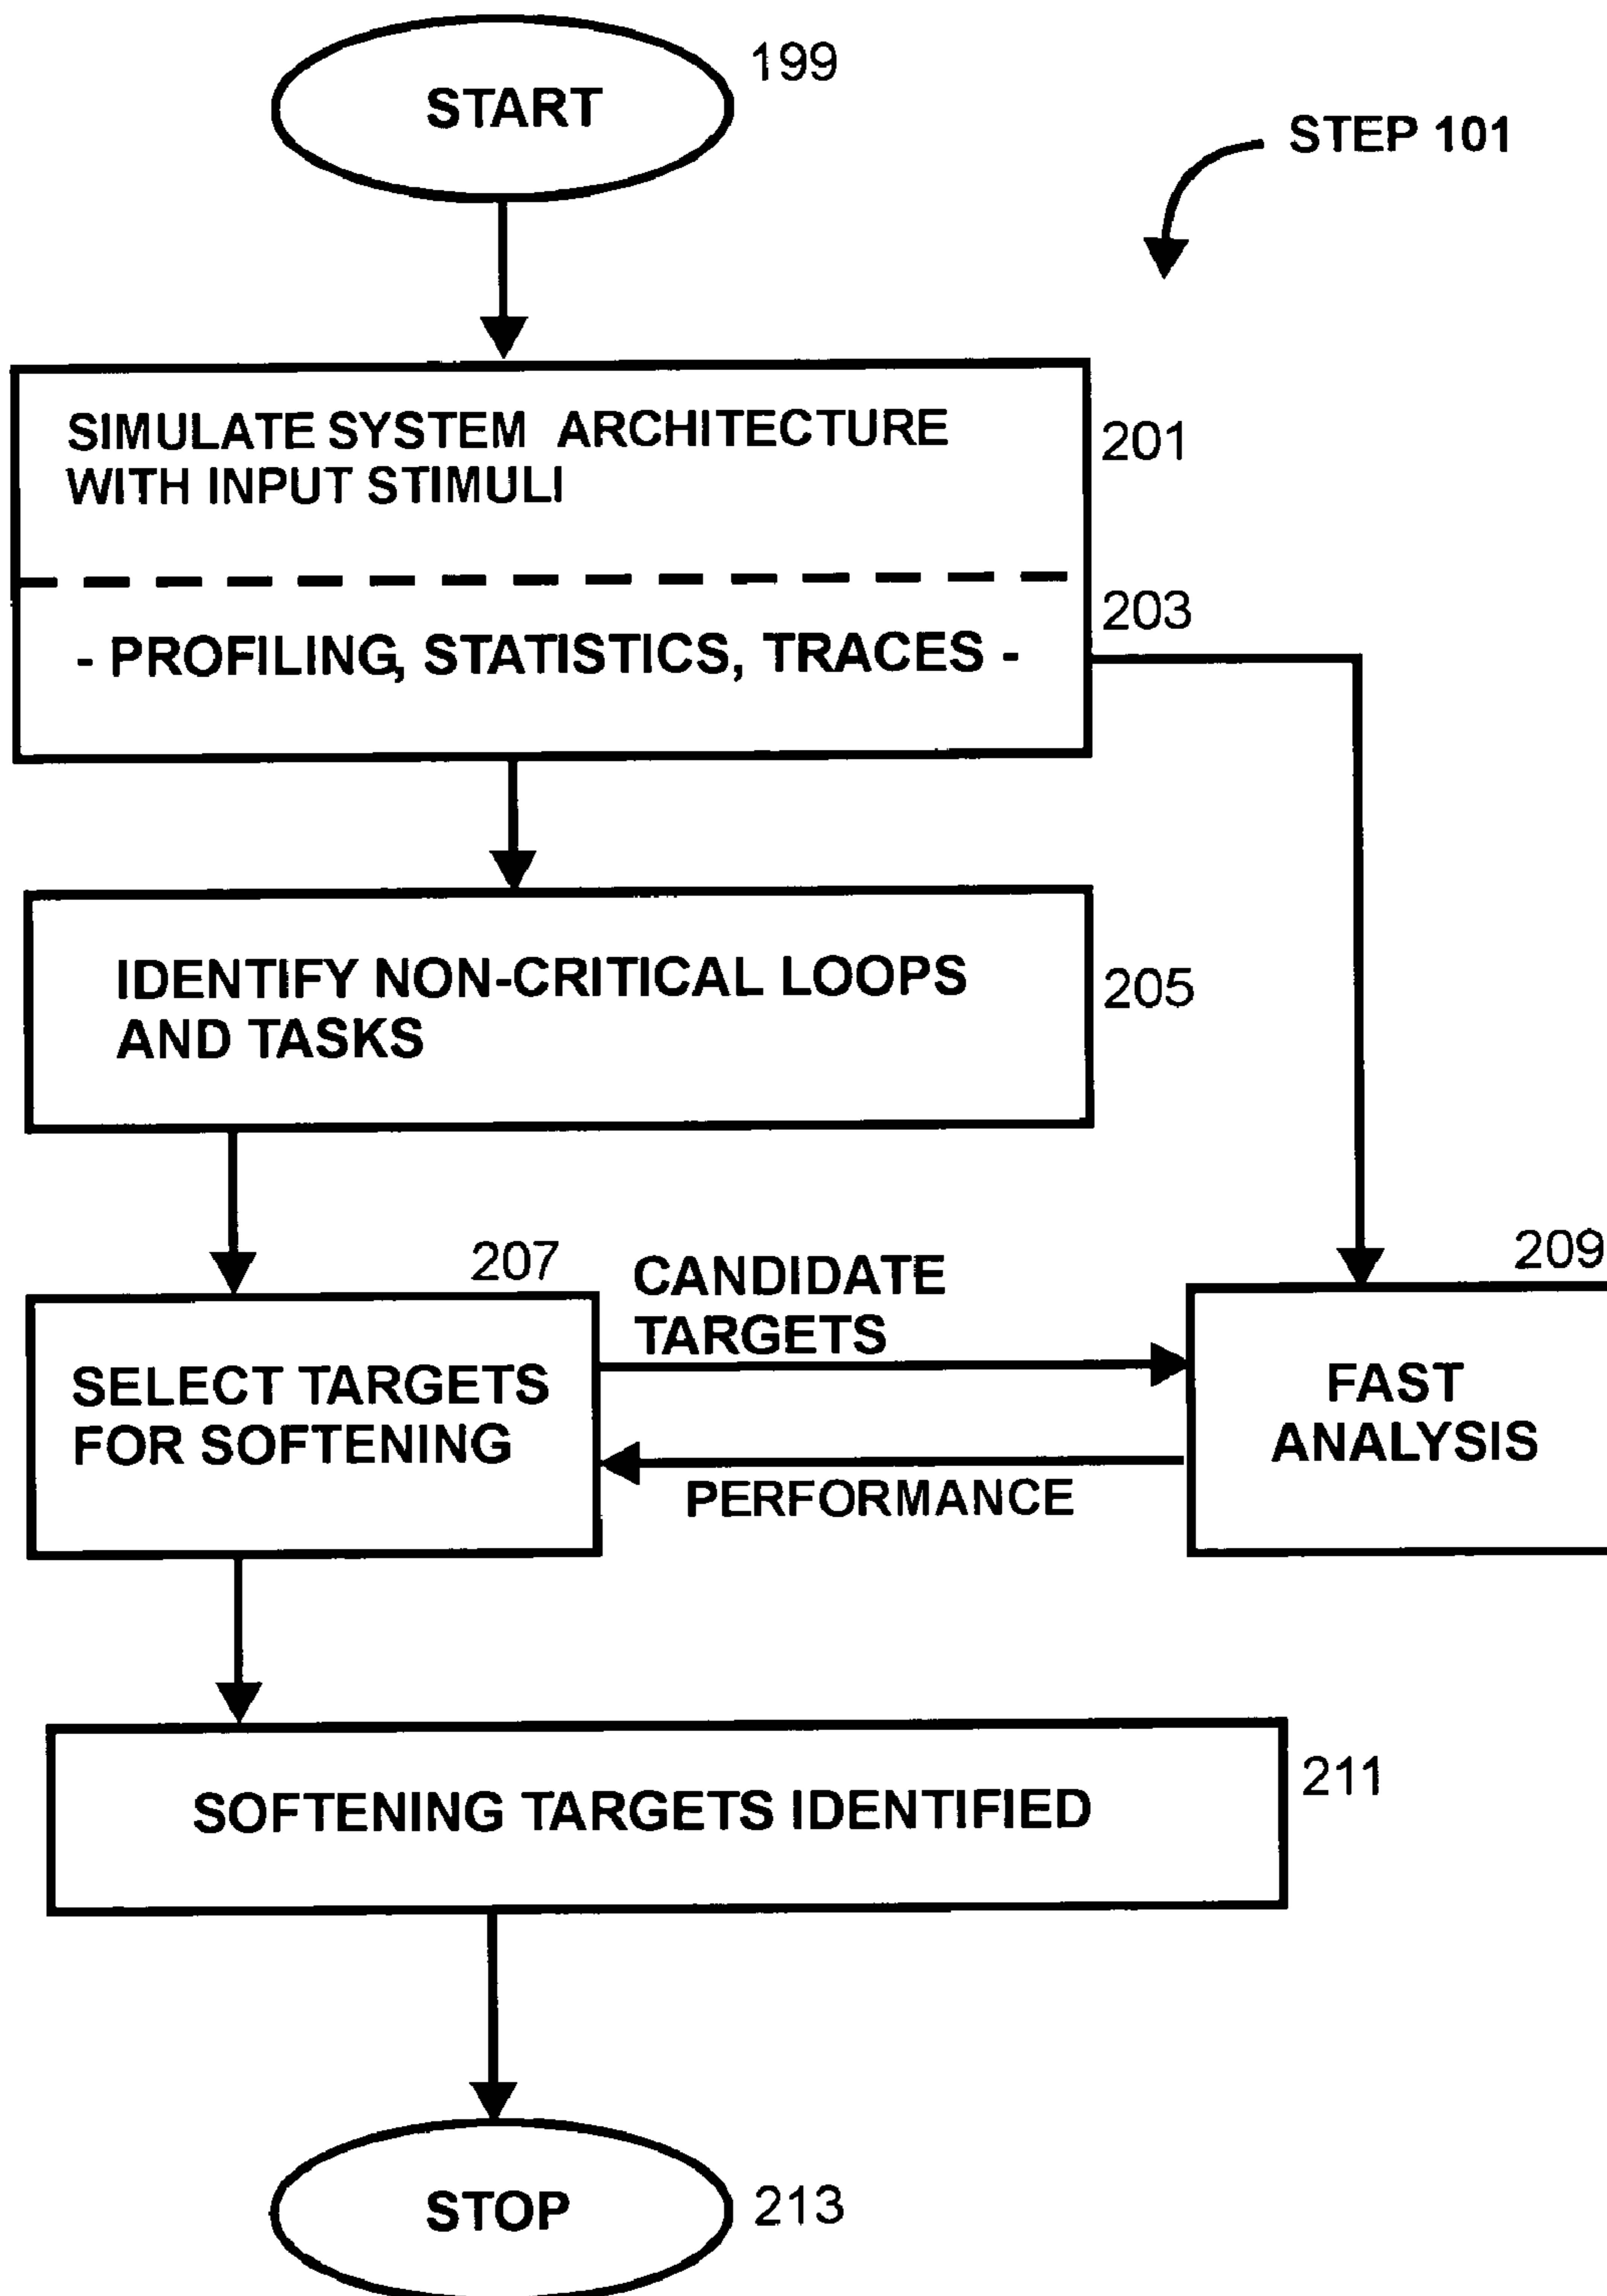 START
199
STEP 101
SIMULATE SYSTEM ARCHITECTURE
WITH INPUT STIMULI
201
203
- PROFILING, STATISTICS, TRACES -
IDENTIFY NON-CRITICAL LOOPS
AND TASKS
205
207
CANDIDATE
TARGETS
209
SELECT TARGETS
FOR SOFTENING
FAST
ANALYSIS
PERFORMANCE
211
SOFTENING TARGETS IDENTIFIED
STOP
213